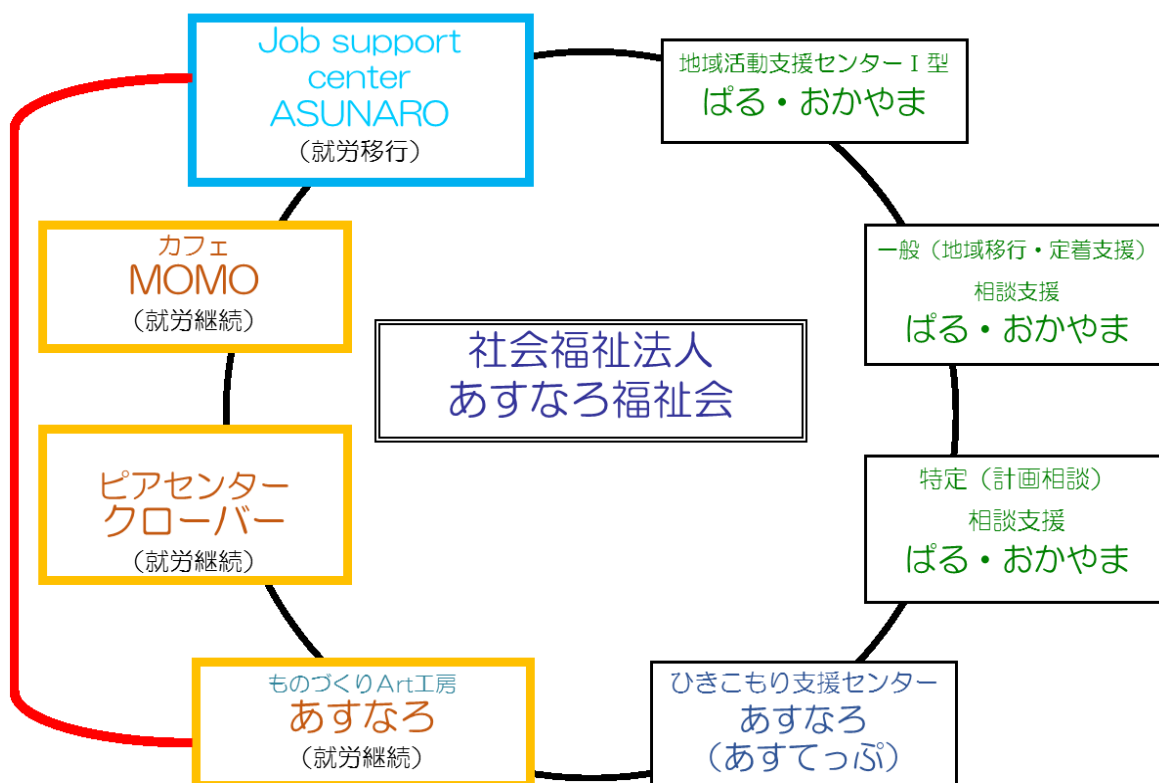 Job support
center
ASUNARO
(就労移行)
地域活動支援センターⅠ型
ぱる・おかやま
カフェ
MOMO
(就労継続)
一般(地域移行・定着支援)
相談支援
ぱる・おかやま
社会福祉法人
あすなろ福祉会
ピアセンター
クローバー
(就労継続)
特定(計画相談)
相談支援
ぱる・おかやま
ものづくりArt工房
あすなろ
(就労継続)
ひきこもり支援センター
あすなろ
(あすてっぷ)